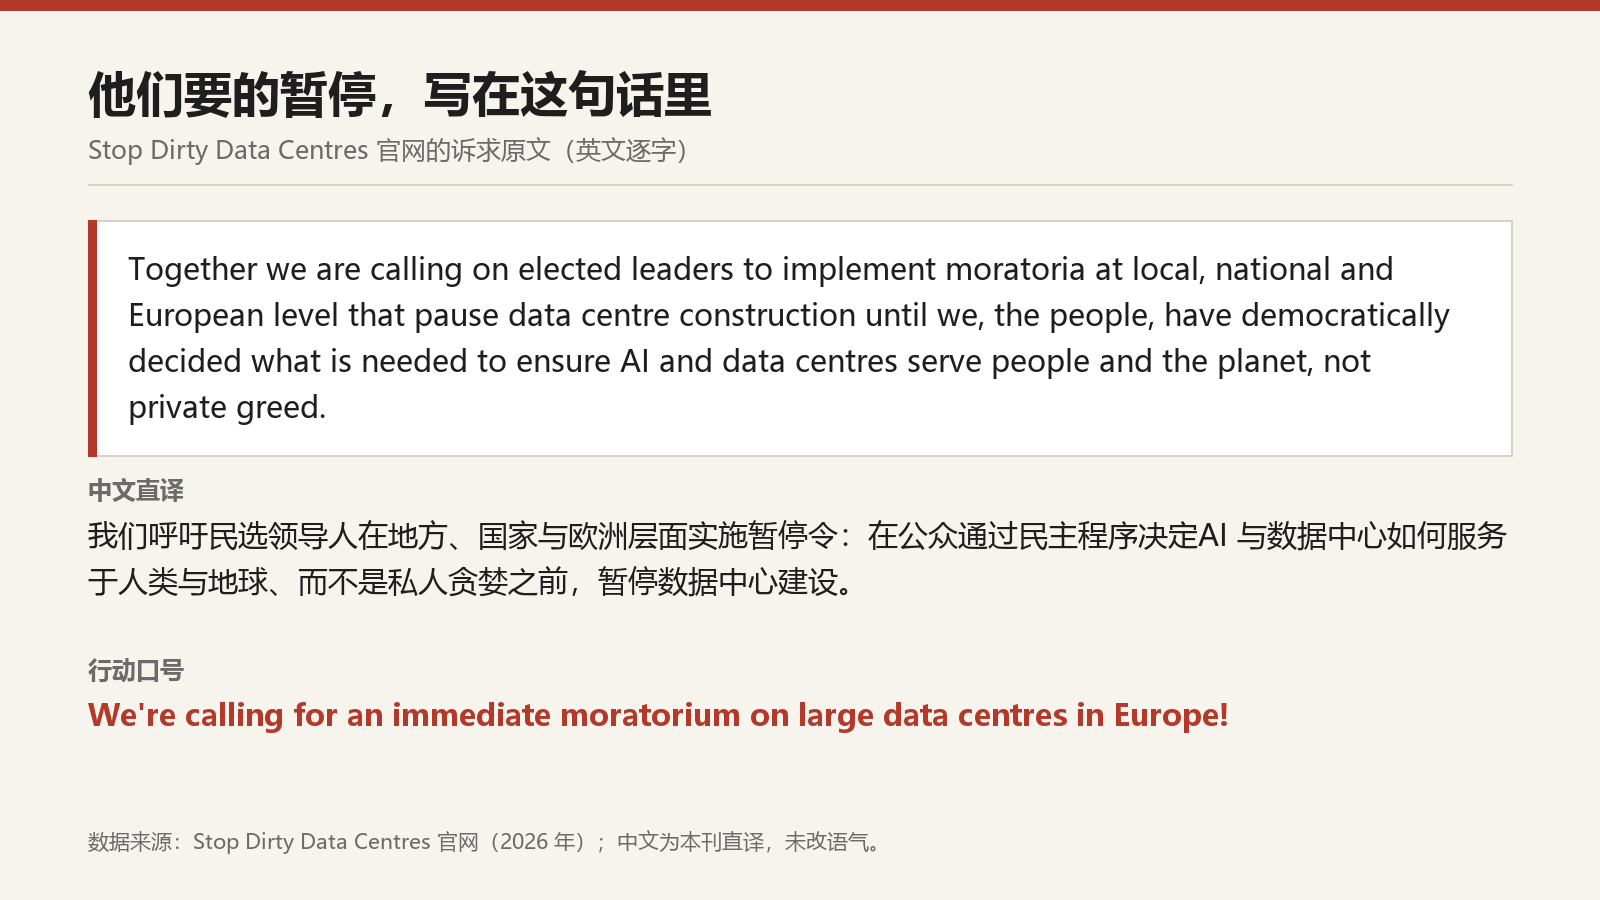 他们要的暂停，写在这句话里
Stop Dirty Data Centres 官网的诉求原文（英文逐字）
Together we are calling on elected leaders to implement moratoria at local, national and
European level that pause data centre construction until we, the people, have democratically
decided what is needed to ensure AI and data centres serve people and the planet, not
private greed.
中文直译
我们呼吁民选领导人在地方、国家与欧洲层面实施暂停令：在公众通过民主程序决定AI 与数据中心如何服务
于人类与地球、而不是私人贪婪之前，暂停数据中心建设。
行动口号
We're calling for an immediate moratorium on large data centres in Europe!
数据来源：Stop Dirty Data Centres 官网（2026 年）；中文为本刊直译，未改语气。